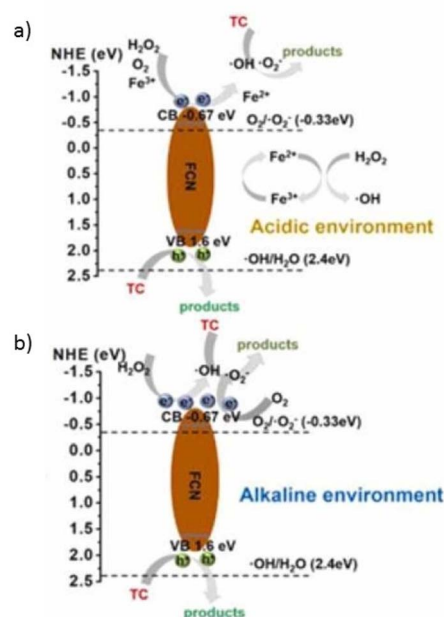 a)
TC
products
NHE (eV)
H₂O₂
O₂
Fe³⁺
·OH ·O₂⁻
-1.5
-1.0
-0.5
0.0
0.5
1.0
1.5
2.0
2.5
e⁻ e⁻
Fe²⁺
CB -0.67 eV
O₂/·O₂⁻ (-0.33eV)
FCN
Fe²⁺
H₂O₂
Fe³⁺
·OH
Acidic environment
VB 1.6 eV
h⁺ h⁺
·OH/H₂O (2.4eV)
TC
products
b)
TC
products
NHE (eV)
H₂O₂
·OH ·O₂⁻
-1.5
-1.0
-0.5
0.0
0.5
1.0
1.5
2.0
2.5
e⁻ e⁻ e⁻ e⁻
O₂
CB -0.67 eV
O₂/·O₂⁻ (-0.33eV)
FCN
Alkaline environment
VB 1.6 eV
h⁺ h⁺
·OH/H₂O (2.4eV)
TC
products